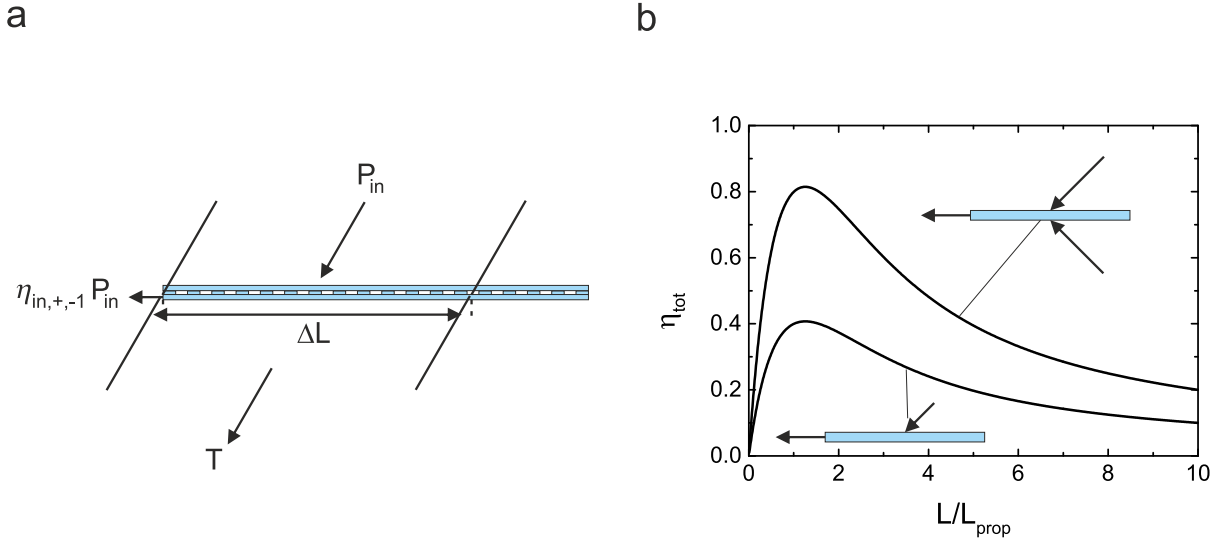 a
P_in
η_in,+,-1 P_in
ΔL
T
b
η_tot
1.0
0.8
0.6
0.4
0.2
0.0
0 2 4 6 8 10
L/L_prop